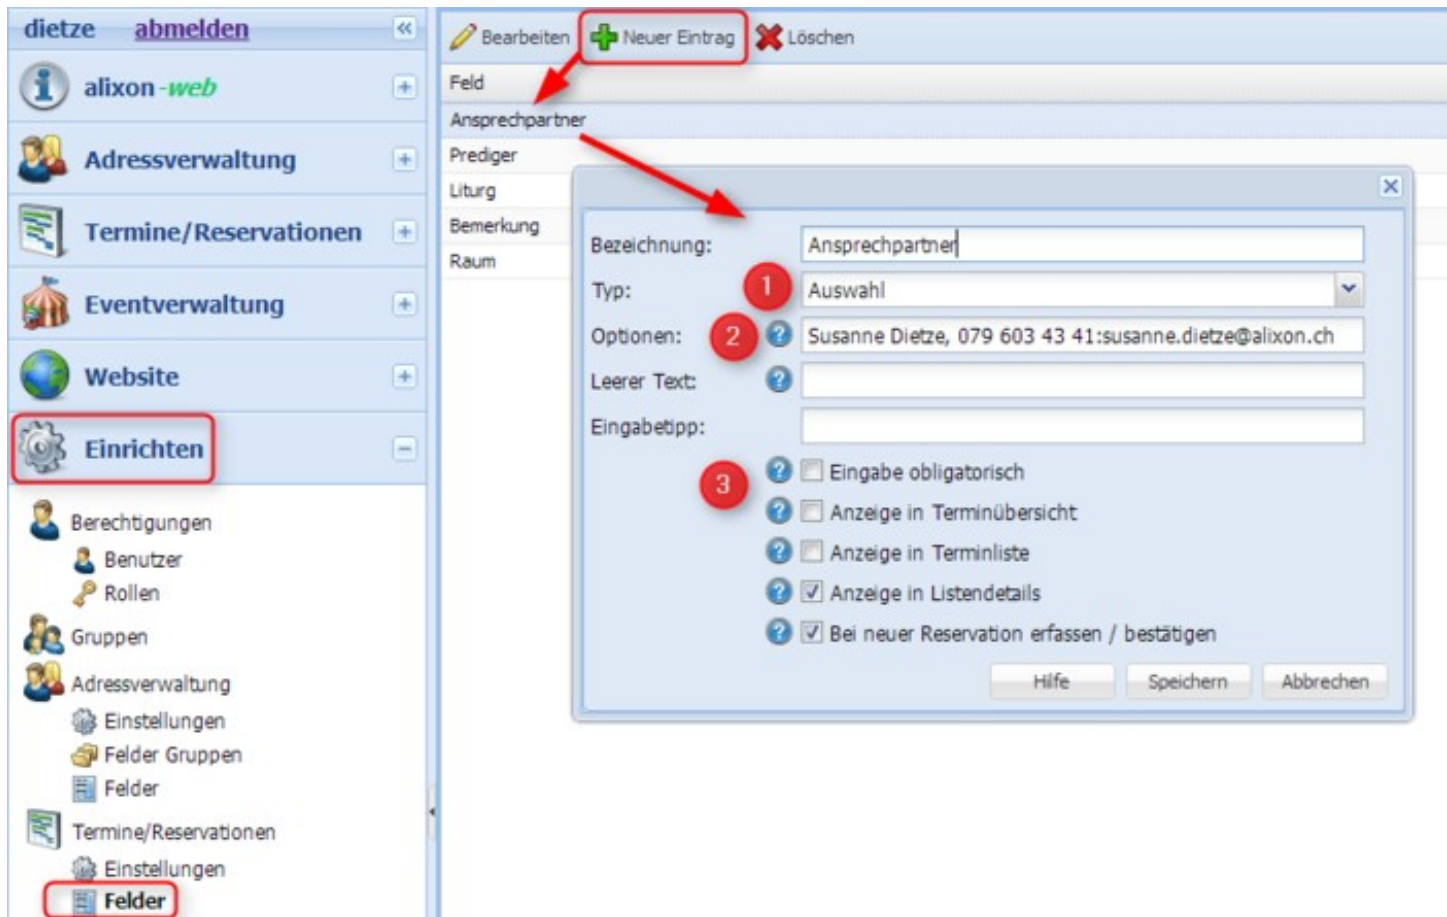 dietze abmelden
alixon-web
Adressverwaltung
Termine/Reservationen
Eventverwaltung
Website
Einrichten
Berechtigungen
Benutzer
Rollen
Gruppen
Adressverwaltung
Einstellungen
Felder Gruppen
Felder
Termine/Reservationen
Einstellungen
Felder
Bearbeiten Neuer Eintrag Löschen
Feld
Ansprechpartner
Prediger
Liturg
Bemerkung
Raum
Bezeichnung: Ansprechpartner
Typ: 1 Auswahl
Optionen: 2 ? Susanne Dietze, 079 603 43 41:susanne.dietze@alixon.ch
Leerer Text: ?
Eingabetipp:
3 ? Eingabe obligatorisch
? Anzeige in Terminübersicht
? Anzeige in Terminliste
? Anzeige in Listendetails
? Bei neuer Reservation erfassen / bestätigen
Hilfe Speichern Abbrechen